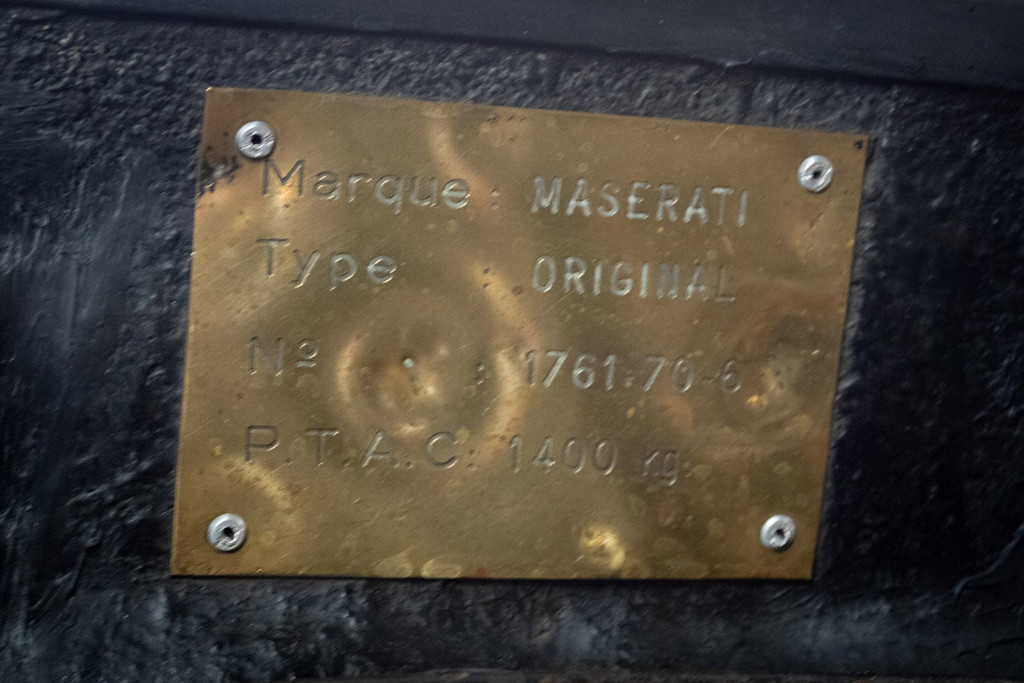 Marque : MASERATI
Type : ORIGINAL
Nº : 1761.70-6
P.T.A.C: 1400 kg